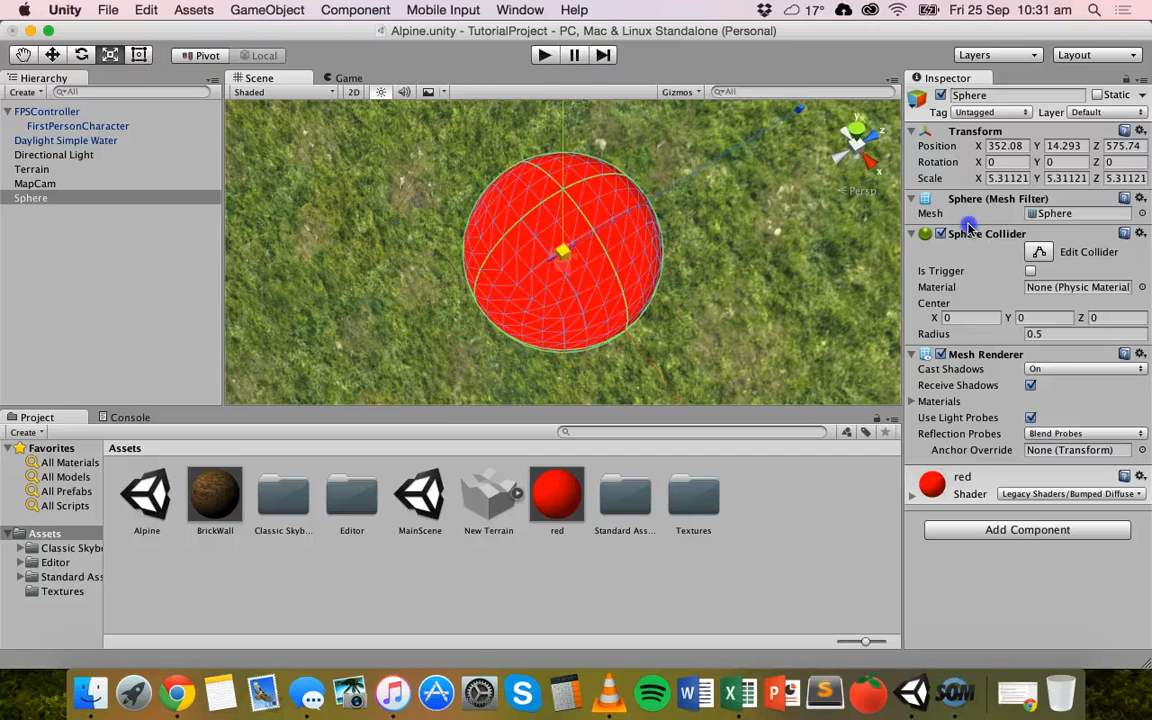 Unity File Edit Assets GameObject Component Mobile Input Window Help 17° Fri 25 Sep 10:31 am
Alpine.unity - TutorialProject - PC, Mac & Linux Standalone (Personal)
Pivot Local Layers Layout
Hierarchy Scene Game Inspector
Create All Shaded 2D Gizmos All Sphere Static
FPSController
FirstPersonCharacter
Daylight Simple Water
Directional Light
Terrain
MapCam
Sphere
y
z
x
Persp
Tag Untagged Layer Default
Transform
Position X 352.08 Y 14.293 Z 575.74
Rotation X 0 Y 0 Z 0
Scale X 5.31121 Y 5.31121 Z 5.31121
Sphere (Mesh Filter)
Mesh Sphere
Sphere Collider
Edit Collider
Is Trigger
Material None (Physic Material
Center
X 0 Y 0 Z 0
Radius 0.5
Mesh Renderer
Cast Shadows On
Receive Shadows
Materials
Use Light Probes
Reflection Probes Blend Probes
Anchor Override None (Transform)
red
Shader Legacy Shaders/Bumped Diffuse
Add Component
Project Console
Create
Favorites
All Materials
All Models
All Prefabs
All Scripts
Assets
Classic Skyb
Editor
Standard Ass
Textures
Assets
Alpine BrickWall Classic Skyb... Editor MainScene New Terrain red Standard Ass... Textures
SOM